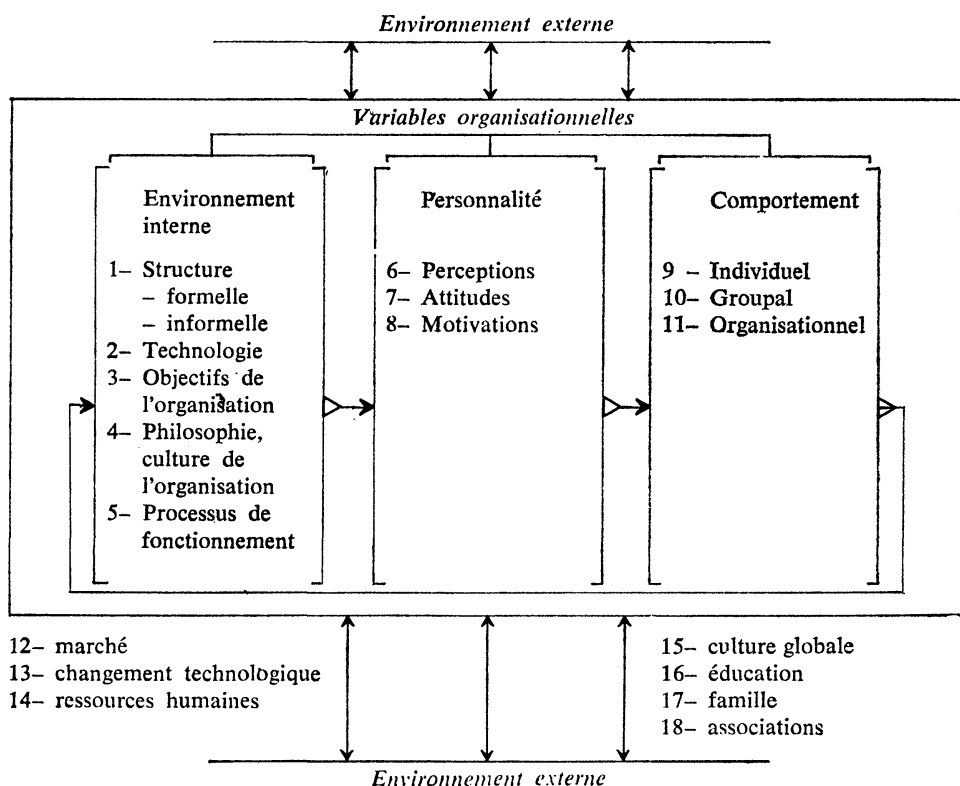 Environnement externe
Variables organisationnelles
Environnement
interne
1– Structure
– formelle
– informelle
2– Technologie
3– Objectifs de
l'organisation
4– Philosophie,
culture de
l'organisation
5– Processus de
fonctionnement
Personnalité
6– Perceptions
7– Attitudes
8– Motivations
Comportement
9 – Individuel
10– Groupal
11– Organisationnel
12– marché
13– changement technologique
14– ressources humaines
15– culture globale
16– éducation
17– famille
18– associations
Environnement externe